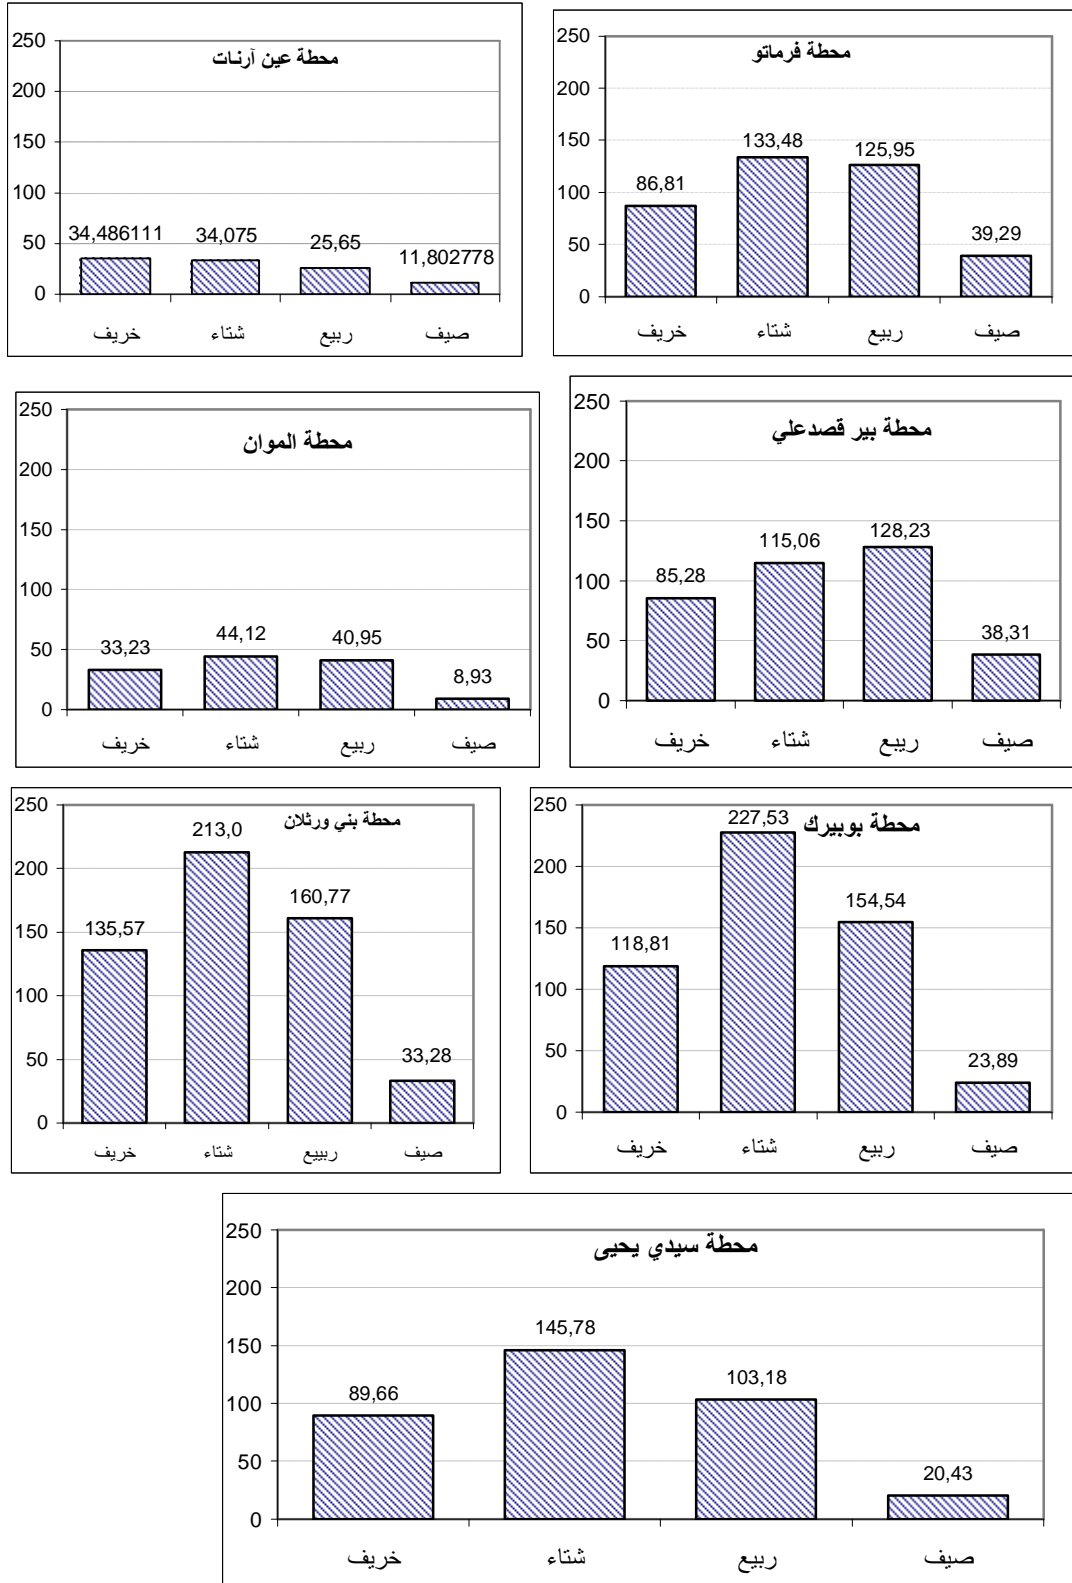 محطة عين آرنات
250
200
150
100
50
0
34,486111 34,075 25,65 11,802778
خريف شتاء ربيع صيف
محطة فرماتو
250
200
150
100
50
0
86,81 133,48 125,95 39,29
خريف شتاء ربيع صيف
محطة الموان
250
200
150
100
50
0
33,23 44,12 40,95 8,93
خريف شتاء ربيع صيف
محطة بير قصدعلي
250
200
150
100
50
0
85,28 115,06 128,23 38,31
خريف شتاء ربيع صيف
محطة بني ورثلان
250
200
150
100
50
0
135,57 213,0 160,77 33,28
خريف شتاء ربييع صيف
محطة بوبيرك
250
200
150
100
50
0
118,81 227,53 154,54 23,89
خريف شتاء ربيع صيف
محطة سيدي يحيى
250
200
150
100
50
0
89,66 145,78 103,18 20,43
خريف شتاء ربيع صيف